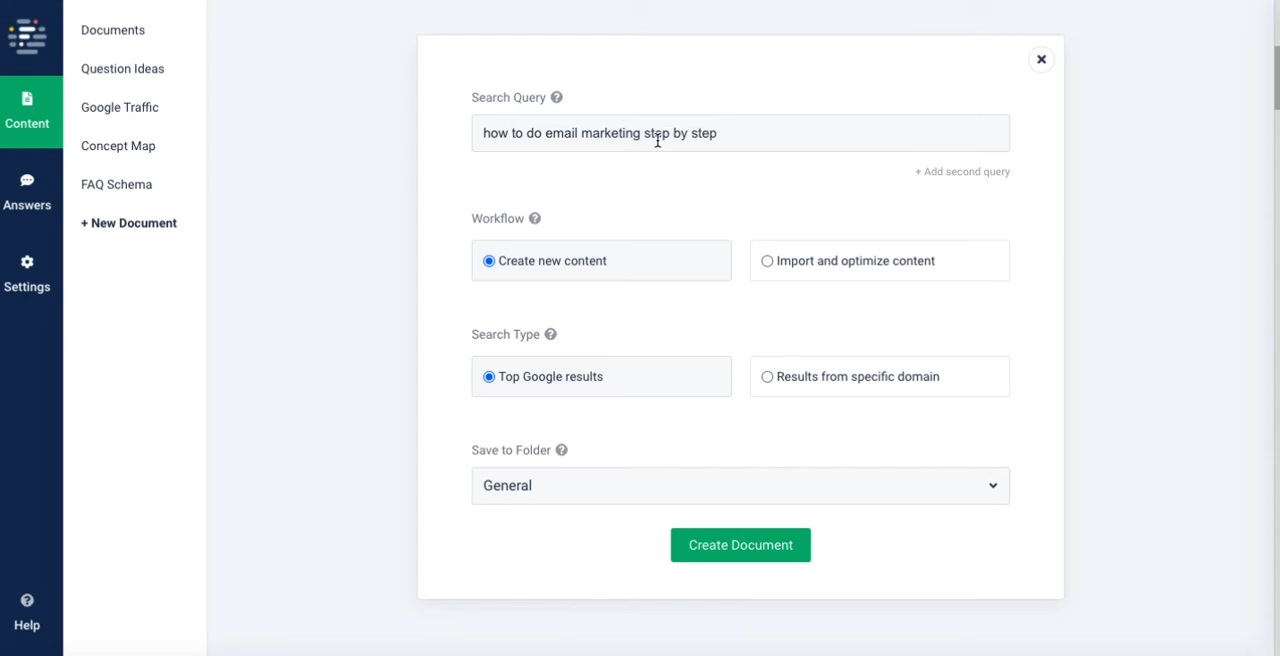 Content
Answers
Settings
Help
Documents
Question Ideas
Google Traffic
Concept Map
FAQ Schema
+ New Document
Search Query
how to do email marketing step by step
+ Add second query
Workflow
Create new content
Import and optimize content
Search Type
Top Google results
Results from specific domain
Save to Folder
General
Create Document